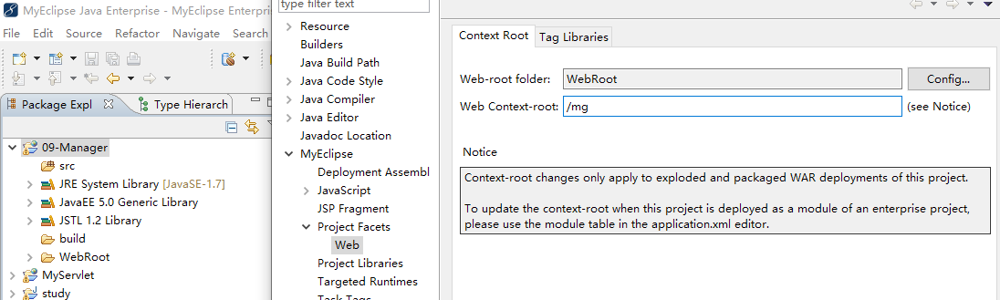 MyEclipse Java Enterprise - MyEclipse Enterpri
File Edit Source Refactor Navigate Search
Package Expl
Type Hierarch
09-Manager
src
JRE System Library [JavaSE-1.7]
JavaEE 5.0 Generic Library
JSTL 1.2 Library
build
WebRoot
MyServlet
study
type filter text
Resource
Builders
Java Build Path
Java Code Style
Java Compiler
Java Editor
Javadoc Location
MyEclipse
Deployment Assembl
JavaScript
JSP Fragment
Project Facets
Web
Project Libraries
Targeted Runtimes
Task Tags
Context Root
Tag Libraries
Web-root folder: WebRoot Config...
Web Context-root: /mg (see Notice)
Notice
Context-root changes only apply to exploded and packaged WAR deployments of this project.
To update the context-root when this project is deployed as a module of an enterprise project,
please use the module table in the application.xml editor.